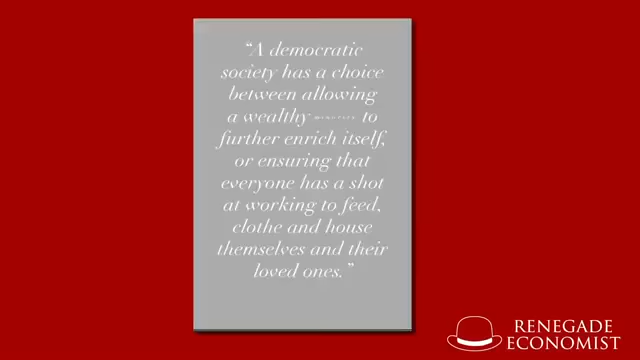 “A democratic
society has a choice
between allowing
a wealthy to
further enrich itself,
or ensuring that
everyone has a shot
at working to feed,
clothe and house
themselves and their
loved ones.”
RENEGADE
ECONOMIST